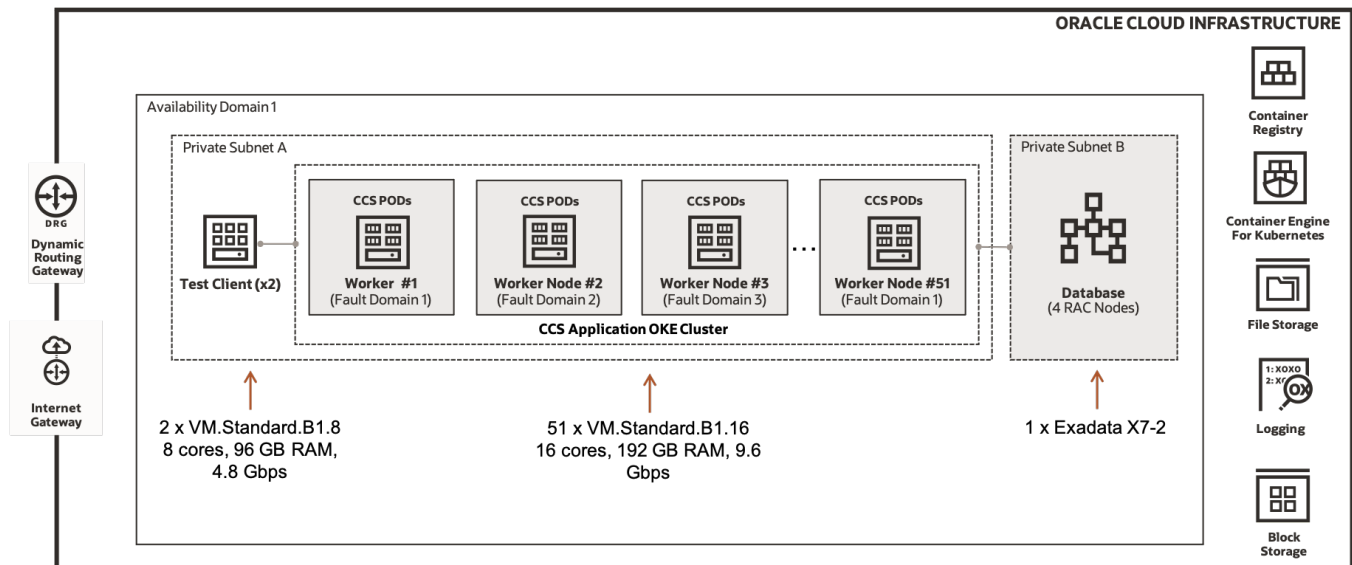 ORACLE CLOUD INFRASTRUCTURE
Availability Domain 1
Private Subnet A
Private Subnet B
CCS PODs
CCS PODs
CCS PODs
CCS PODs
...
Test Client (x2)
Worker #1
(Fault Domain 1)
Worker Node #2
(Fault Domain 2)
Worker Node #3
(Fault Domain 3)
Worker Node #51
(Fault Domain 1)
CCS Application OKE Cluster
Database
(4 RAC Nodes)
2 x VM.Standard.B1.8
8 cores, 96 GB RAM,
4.8 Gbps
51 x VM.Standard.B1.16
16 cores, 192 GB RAM, 9.6
Gbps
1 x Exadata X7-2
DRG
Dynamic
Routing
Gateway
Internet
Gateway
Container
Registry
Container Engine
For Kubernetes
File Storage
1: XOXO
2: X
OX
Logging
Block
Storage